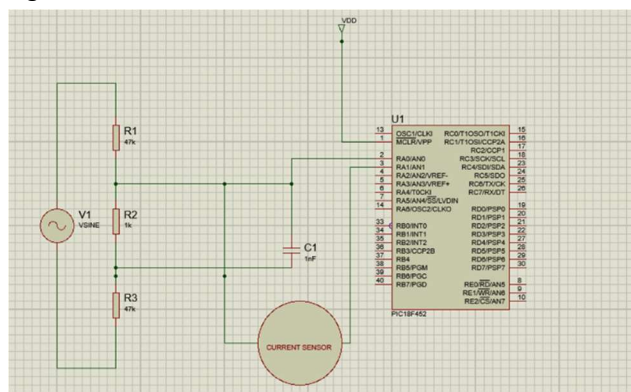 VDD
U1
R1
47k
R2
1k
R3
47k
V1
VSINE
C1
1nF
CURRENT SENSOR
13 OSC1/CLKI
1 MCLR/VPP
2 RA0/AN0
3 RA1/AN1
4 RA2/AN2/VREF-
5 RA3/AN3/VREF+
6 RA4/T0CKI
7 RA5/AN4/SS/LVDIN
14 RA6/OSC2/CLKO
33 RB0/INT0
34 RB1/INT1
35 RB2/INT2
36 RB3/CCP2B
37 RB4
38 RB5/PGM
39 RB6/PGC
40 RB7/PGD
RC0/T1OSO/T1CKI 15
RC1/T1OSI/CCP2A 16
RC2/CCP1 17
RC3/SCK/SCL 18
RC4/SDI/SDA 23
RC5/SDO 24
RC6/TX/CK 25
RC7/RX/DT 26
RD0/PSP0 19
RD1/PSP1 20
RD2/PSP2 21
RD3/PSP3 22
RD4/PSP4 27
RD5/PSP5 28
RD6/PSP6 29
RD7/PSP7 30
RE0/RD/AN5 8
RE1/WR/AN6 9
RE2/CS/AN7 10
PIC18F452